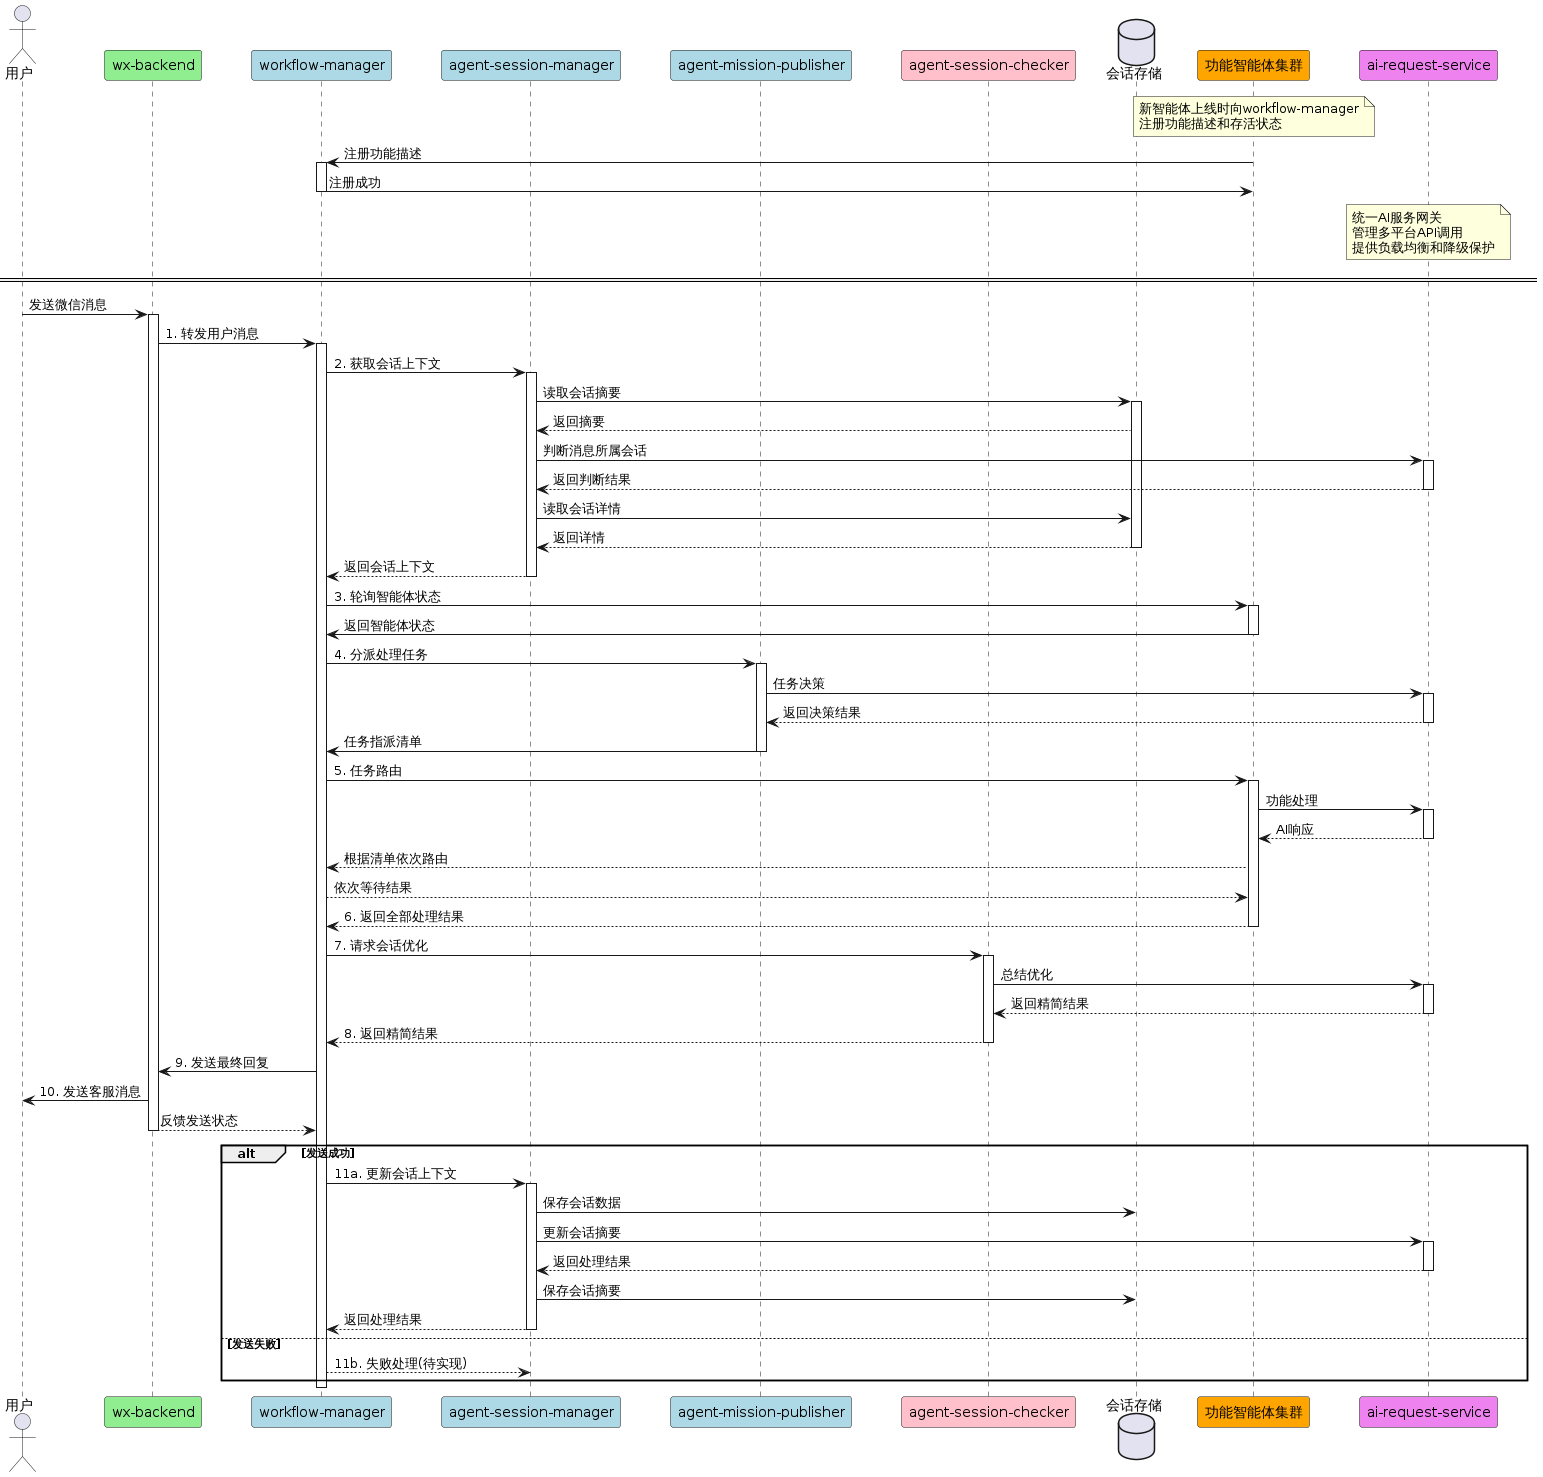 用户
wx-backend
workflow-manager
agent-session-manager
agent-mission-publisher
agent-session-checker
会话存储
功能智能体集群
ai-request-service
新智能体上线时向workflow-manager
注册功能描述和存活状态
注册功能描述
注册成功
统一AI服务网关
管理多平台API调用
提供负载均衡和降级保护
发送微信消息
1. 转发用户消息
2. 获取会话上下文
读取会话摘要
返回摘要
判断消息所属会话
返回判断结果
读取会话详情
返回详情
返回会话上下文
3. 轮询智能体状态
返回智能体状态
4. 分派处理任务
任务决策
返回决策结果
任务指派清单
5. 任务路由
功能处理
AI响应
根据清单依次路由
依次等待结果
6. 返回全部处理结果
7. 请求会话优化
总结优化
返回精简结果
8. 返回精简结果
9. 发送最终回复
10. 发送客服消息
反馈发送状态
alt [发送成功]
11a. 更新会话上下文
保存会话数据
更新会话摘要
返回处理结果
保存会话摘要
返回处理结果
[发送失败]
11b. 失败处理(待实现)
用户
wx-backend
workflow-manager
agent-session-manager
agent-mission-publisher
agent-session-checker
会话存储
功能智能体集群
ai-request-service